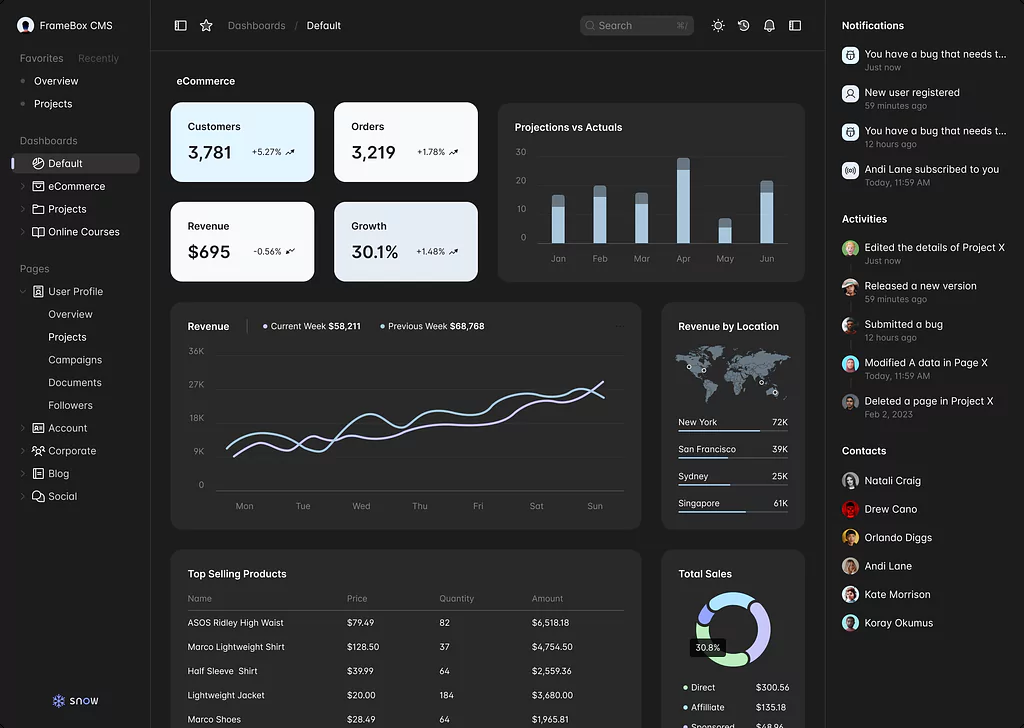 FrameBox CMS
Favorites Recently
Overview
Projects
Dashboards
Default
eCommerce
Projects
Online Courses
Pages
User Profile
Overview
Projects
Campaigns
Documents
Followers
Account
Corporate
Blog
Social
snow
Dashboards / Default
Search ⌘/
eCommerce
Customers
3,781 +5.27%
Orders
3,219 +1.78%
Revenue
$695 -0.56%
Growth
30.1% +1.48%
Projections vs Actuals
30
20
10
0
Jan Feb Mar Apr May Jun
Revenue
Current Week $58,211
Previous Week $68,768
36K
27K
18K
9K
0
Mon Tue Wed Thu Fri Sat Sun
Revenue by Location
New York 72K
San Francisco 39K
Sydney 25K
Singapore 61K
Top Selling Products
Name Price Quantity Amount
ASOS Ridley High Waist $79.49 82 $6,518.18
Marco Lightweight Shirt $128.50 37 $4,754.50
Half Sleeve Shirt $39.99 64 $2,559.36
Lightweight Jacket $20.00 184 $3,680.00
Marco Shoes $28.49 64 $1,965.81
Total Sales
30.8%
Direct $300.56
Affilliate $135.18
Sponsored $48.96
Notifications
You have a bug that needs t...
Just now
New user registered
59 minutes ago
You have a bug that needs t...
12 hours ago
Andi Lane subscribed to you
Today, 11:59 AM
Activities
Edited the details of Project X
Just now
Released a new version
59 minutes ago
Submitted a bug
12 hours ago
Modified A data in Page X
Today, 11:59 AM
Deleted a page in Project X
Feb 2, 2023
Contacts
Natali Craig
Drew Cano
Orlando Diggs
Andi Lane
Kate Morrison
Koray Okumus